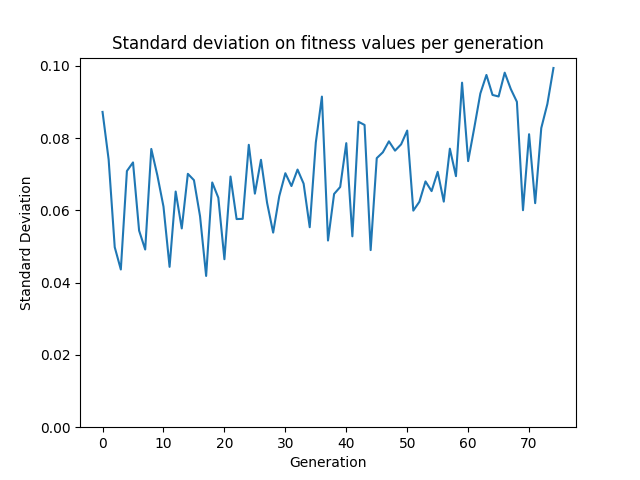 Standard deviation on fitness values per generation
Standard Deviation
0.10
0.08
0.06
0.04
0.02
0.00
0 10 20 30 40 50 60 70
Generation